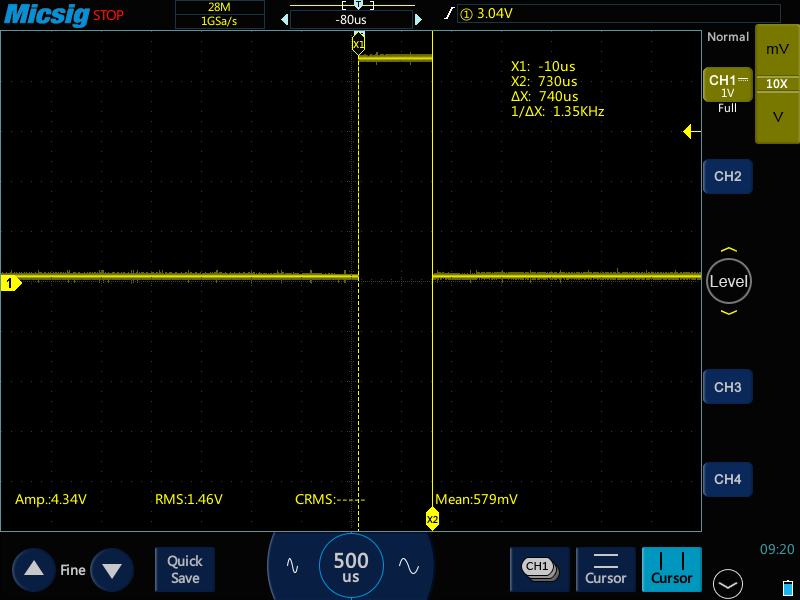 Micsig STOP
28M
1GSa/s
T
-80us
① 3.04V
Normal
mV
CH1
1V
10X
Full
V
X1
X1: -10us
X2: 730us
ΔX: 740us
1/ΔX: 1.35KHz
CH2
1
Level
CH3
CH4
Amp.:4.34V RMS:1.46V CRMS:---- Mean:579mV
X2
Fine
Quick
Save
500
us
CH1
Cursor
Cursor
09:20